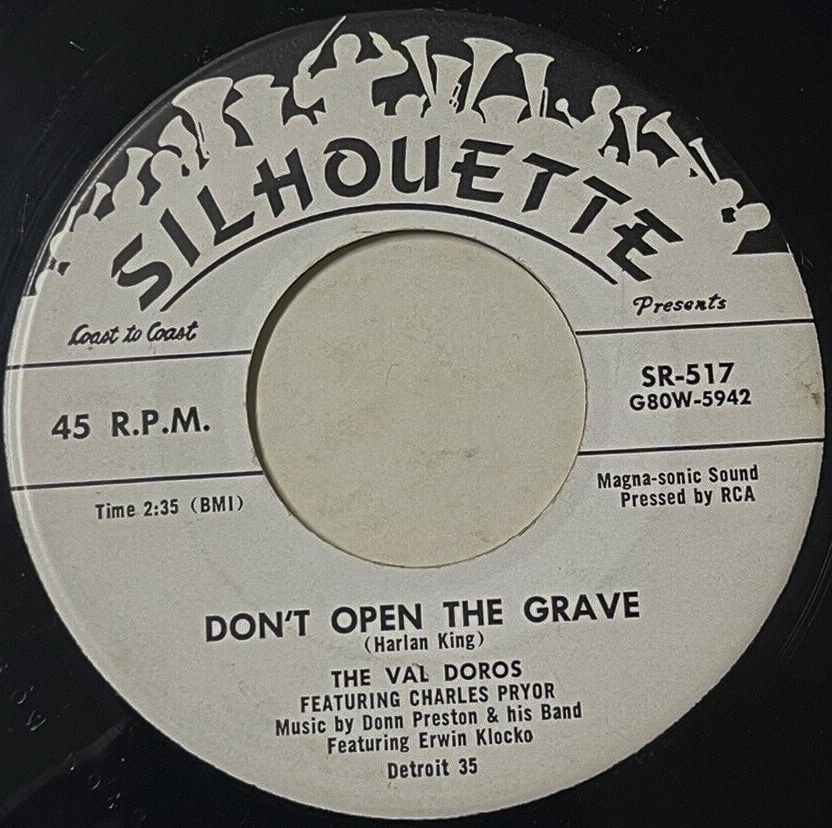 SILHOUETTE
Coast to Coast
Presents
45 R.P.M.
SR-517
G80W-5942
Time 2:35 (BMI)
Magna-sonic Sound
Pressed by RCA
DON'T OPEN THE GRAVE
(Harlan King)
THE VAL DOROS
FEATURING CHARLES PRYOR
Music by Donn Preston & his Band
Featuring Erwin Klocko
Detroit 35